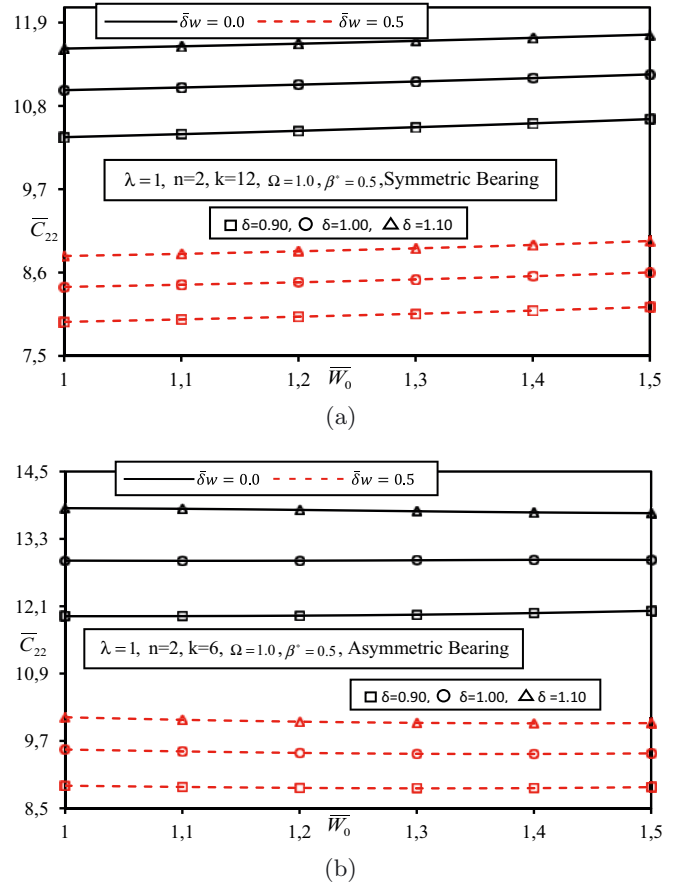 11,9
δ̄w = 0.0 δ̄w = 0.5
10,8
λ=1, n=2, k=12, Ω=1.0, β*=0.5,Symmetric Bearing
9,7
C̄₂₂
δ=0.90, δ=1.00, δ =1.10
8,6
7,5
1 1,1 1,2 W̄₀ 1,3 1,4 1,5
(a)
14,5
δ̄w = 0.0 δ̄w = 0.5
13,3
12,1
C̄₂₂
λ=1, n=2, k=6, Ω=1.0, β*=0.5, Asymmetric Bearing
10,9
δ=0.90, δ=1.00, δ =1.10
9,7
8,5
1 1,1 1,2 W̄₀ 1,3 1,4 1,5
(b)